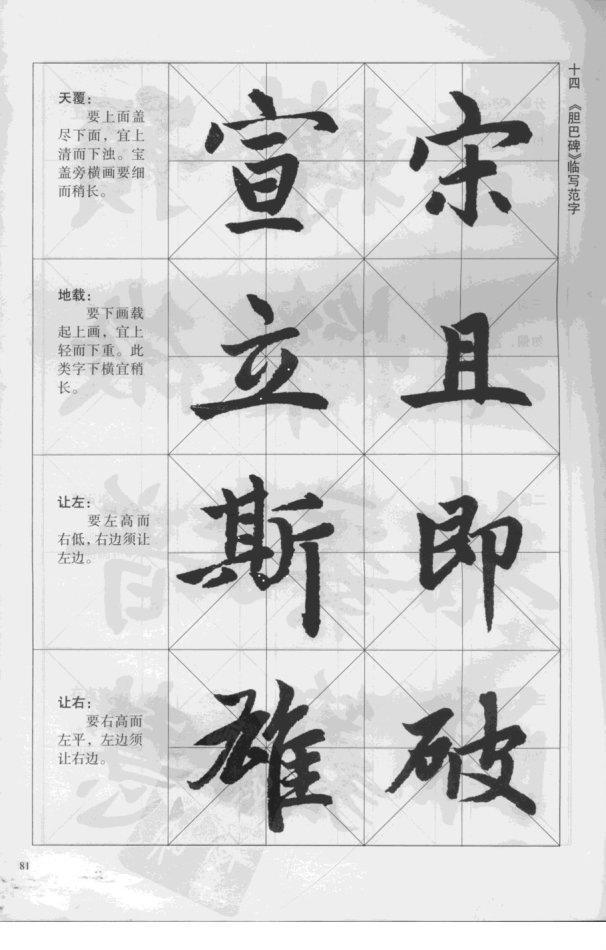 十四 《胆巴碑》临写范字
天覆：
要上面盖
尽下面，宜上
清而下浊。宝
盖旁横画要细
而稍长。
宣 宋
地载：
要下画载
起上画，宜上
轻而下重。此
类字下横宜稍
长。
立 且
让左：
要左高而
右低，右边须让
左边。
斯 即
让右：
要右高而
左平，左边须
让右边。
雄 破
81